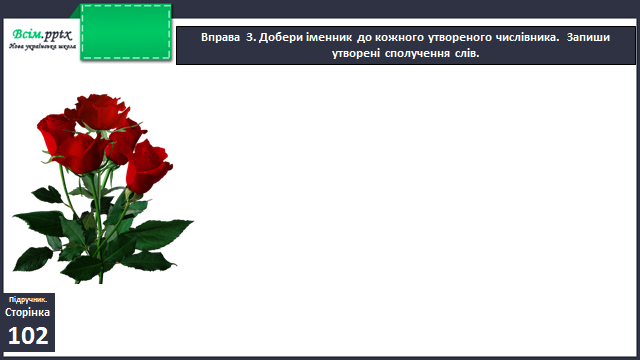 Всім.pptx
Нова українська школа
Вправа 3. Добери іменник до кожного утвореного числівника. Запиши
утворені сполучення слів.
Підручник.
Сторінка
102